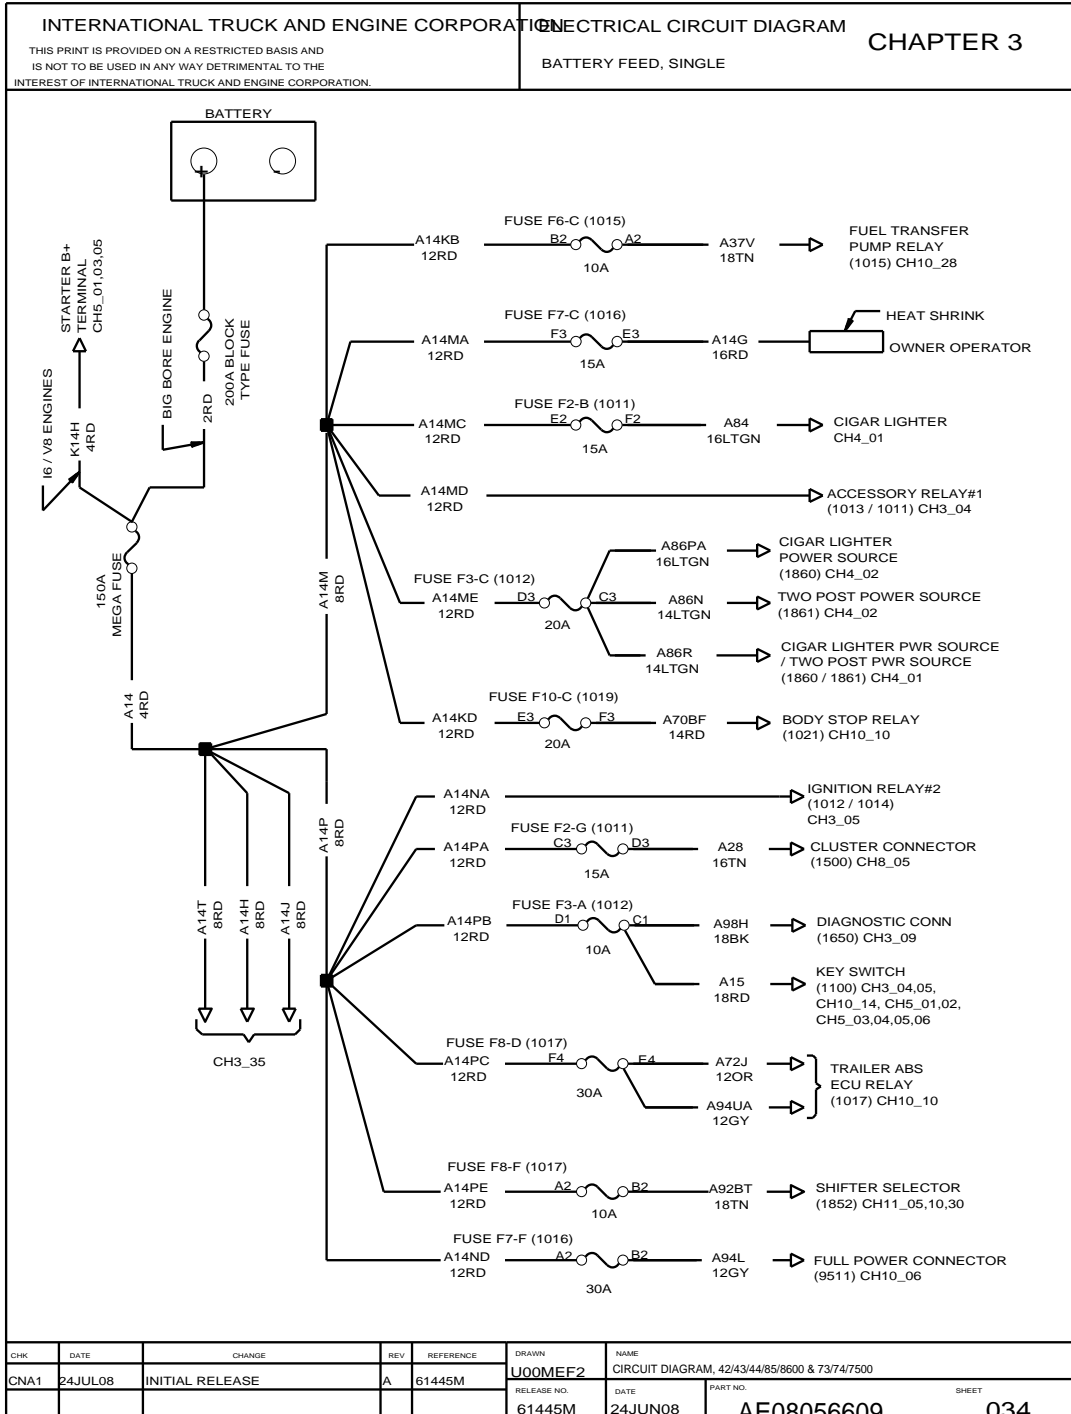 INTERNATIONAL TRUCK AND ENGINE CORPORATION
THIS PRINT IS PROVIDED ON A RESTRICTED BASIS AND
IS NOT TO BE USED IN ANY WAY DETRIMENTAL TO THE
INTEREST OF INTERNATIONAL TRUCK AND ENGINE CORPORATION.
ELECTRICAL CIRCUIT DIAGRAM
BATTERY FEED, SINGLE
CHAPTER 3
BATTERY
+ -
STARTER B+
TERMINAL
CH5_01,03,05
I6 / V8 ENGINES
K14H
4RD
BIG BORE ENGINE
2RD
200A BLOCK
TYPE FUSE
150A
MEGA FUSE
A14
4RD
A14M
8RD
A14P
8RD
A14T
8RD
A14H
8RD
A14J
8RD
CH3_35
FUSE F6-C (1015)
A14KB
12RD
B2
A2
10A
A37V
18TN
FUEL TRANSFER
PUMP RELAY
(1015) CH10_28
FUSE F7-C (1016)
A14MA
12RD
F3
E3
15A
A14G
16RD
HEAT SHRINK
OWNER OPERATOR
FUSE F2-B (1011)
A14MC
12RD
E2
F2
15A
A84
16LTGN
CIGAR LIGHTER
CH4_01
A14MD
12RD
ACCESSORY RELAY#1
(1013 / 1011) CH3_04
FUSE F3-C (1012)
A14ME
12RD
D3
C3
20A
A86PA
16LTGN
CIGAR LIGHTER
POWER SOURCE
(1860) CH4_02
A86N
14LTGN
TWO POST POWER SOURCE
(1861) CH4_02
A86R
14LTGN
CIGAR LIGHTER PWR SOURCE
/ TWO POST PWR SOURCE
(1860 / 1861) CH4_01
FUSE F10-C (1019)
A14KD
12RD
E3
F3
20A
A70BF
14RD
BODY STOP RELAY
(1021) CH10_10
A14NA
12RD
IGNITION RELAY#2
(1012 / 1014)
CH3_05
FUSE F2-G (1011)
A14PA
12RD
C3
D3
15A
A28
16TN
CLUSTER CONNECTOR
(1500) CH8_05
FUSE F3-A (1012)
A14PB
12RD
D1
C1
10A
A98H
18BK
DIAGNOSTIC CONN
(1650) CH3_09
A15
18RD
KEY SWITCH
(1100) CH3_04,05,
CH10_14, CH5_01,02,
CH5_03,04,05,06
FUSE F8-D (1017)
A14PC
12RD
F4
E4
30A
A72J
12OR
A94UA
12GY
TRAILER ABS
ECU RELAY
(1017) CH10_10
FUSE F8-F (1017)
A14PE
12RD
A2
B2
10A
A92BT
18TN
SHIFTER SELECTOR
(1852) CH11_05,10,30
FUSE F7-F (1016)
A14ND
12RD
A2
B2
30A
A94L
12GY
FULL POWER CONNECTOR
(9511) CH10_06
CHK DATE CHANGE REV REFERENCE
CNA1 24JUL08 INITIAL RELEASE A 61445M
DRAWN
U00MEF2
NAME
CIRCUIT DIAGRAM, 42/43/44/85/8600 & 73/74/7500
RELEASE NO.
61445M
DATE
24JUN08
PART NO.
AE08056609
SHEET
034